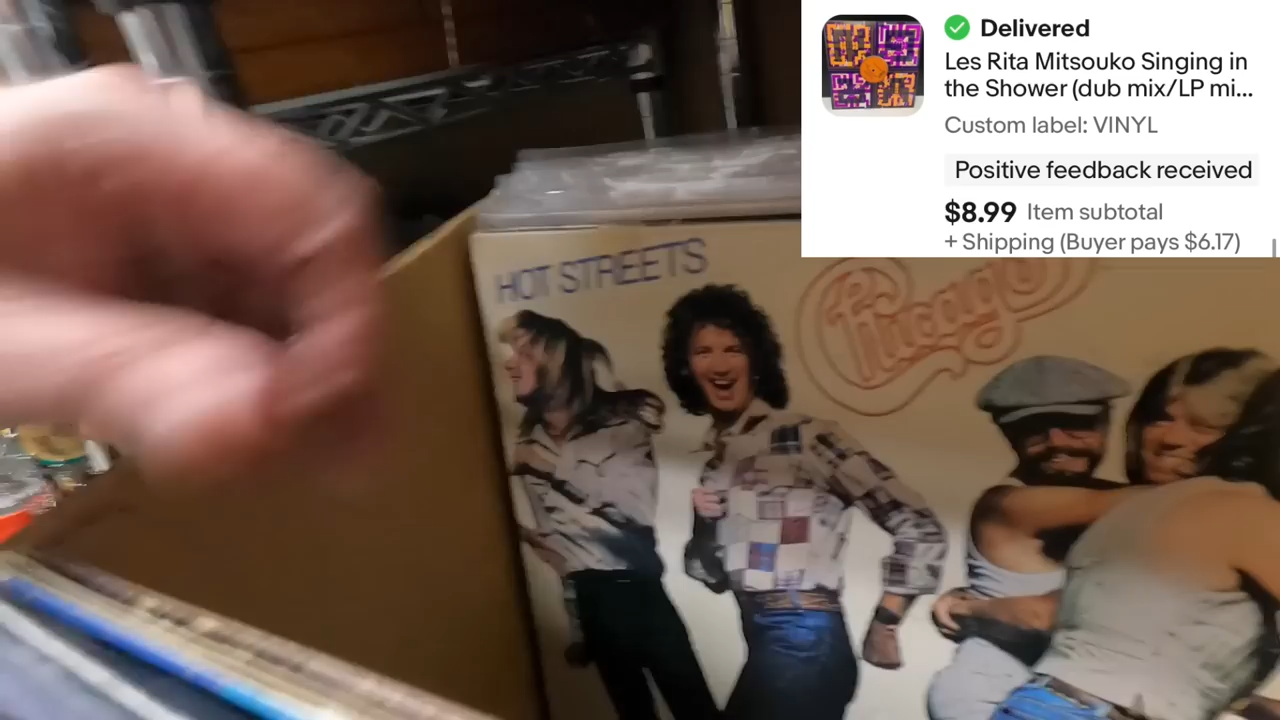 Delivered
Les Rita Mitsouko Singing in
the Shower (dub mix/LP mi...
Custom label: VINYL
Positive feedback received
$8.99 Item subtotal
+ Shipping (Buyer pays $6.17)
HOT STREETS
Chicago